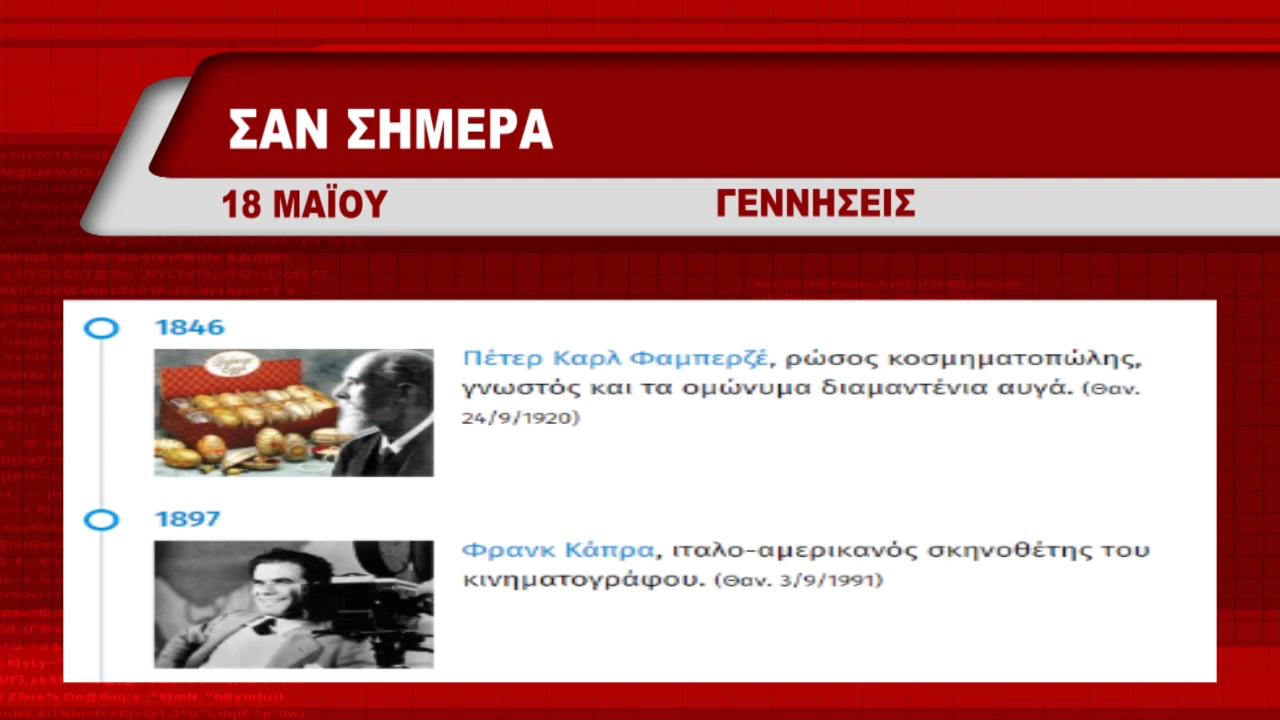 ΣΑΝ ΣΗΜΕΡΑ
18 ΜΑΪΟΥ
ΓΕΝΝΗΣΕΙΣ
1846
Πέτερ Καρλ Φαμπερζέ, ρώσος κοσμηματοπώλης,
γνωστός και τα ομώνυμα διαμαντένια αυγά. (Θαν.
24/9/1920)
1897
Φρανκ Κάπρα, ιταλο-αμερικανός σκηνοθέτης του
κινηματογράφου. (Θαν. 3/9/1991)